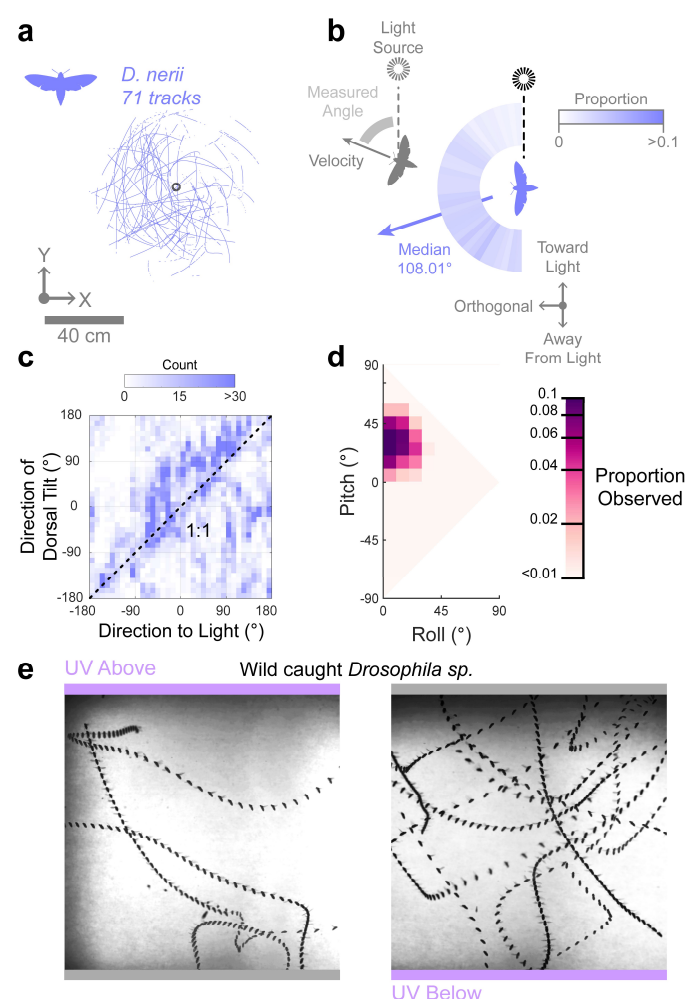 a
D. nerii
71 tracks
Y
X
40 cm
b
Light
Source
Measured
Angle
Velocity
Median
108.01°
Proportion
0
>0.1
Toward
Light
Orthogonal
Away
From Light
c
Count
0
15
>30
180
90
0
-90
-180
Direction of
Dorsal Tilt (°)
1:1
-180
-90
0
90
180
Direction to Light (°)
d
90
45
0
-45
-90
Pitch (°)
0
45
90
Roll (°)
0.1
0.08
0.06
0.04
0.02
<0.01
Proportion
Observed
e
UV Above
Wild caught Drosophila sp.
UV Below